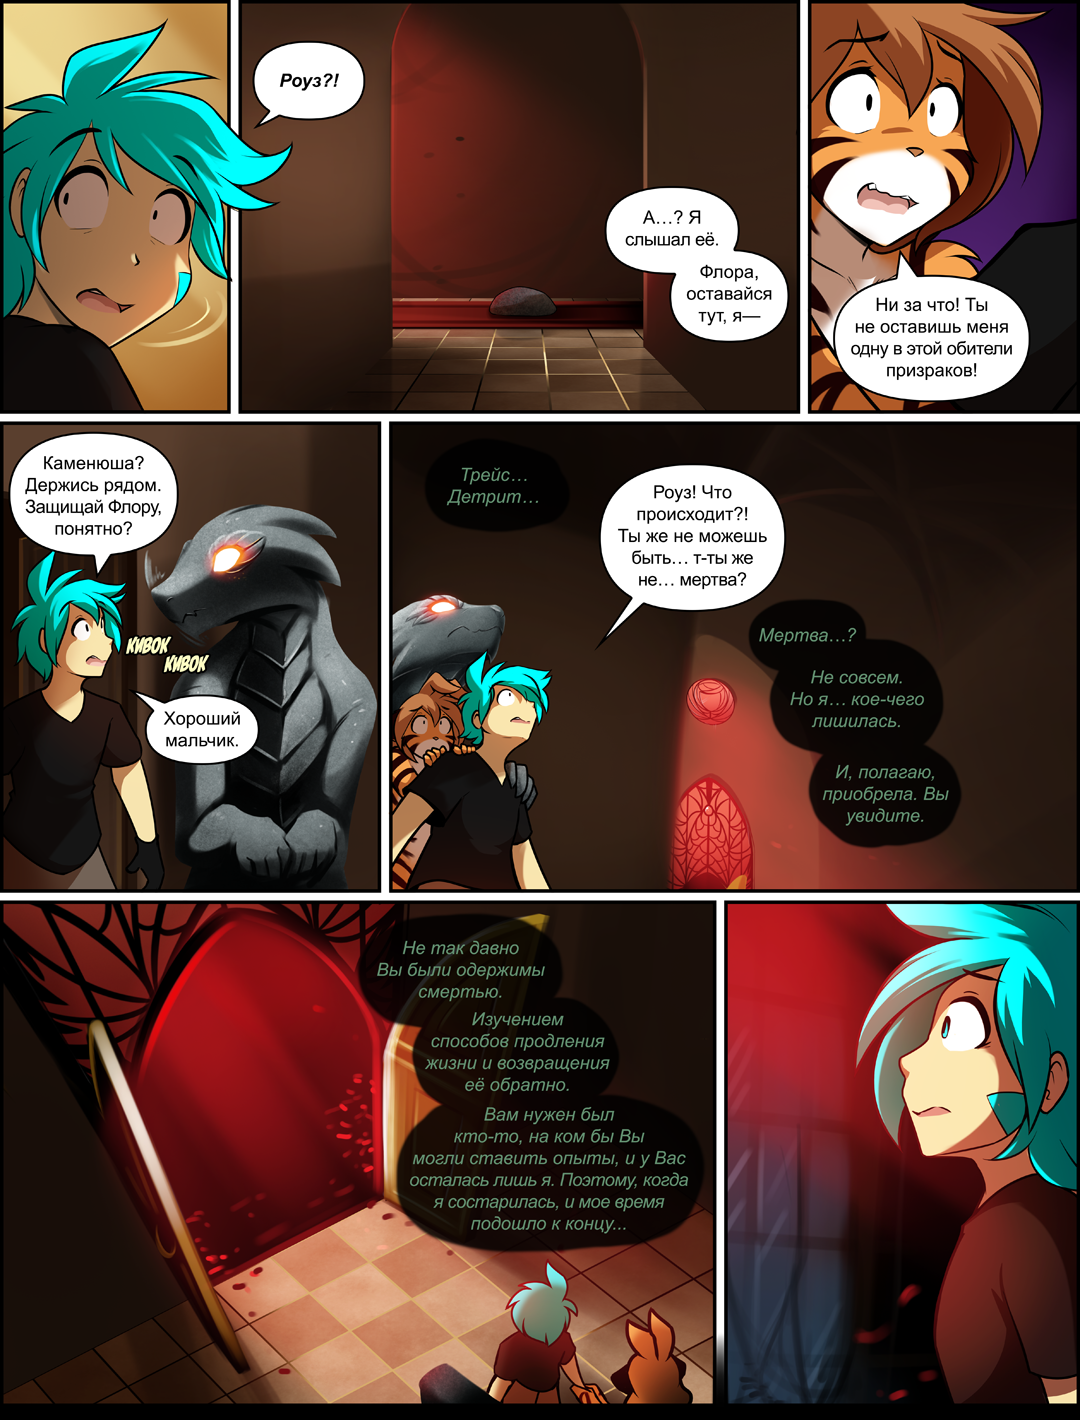 Роуз?!
А...? Я
слышал её.
Флора,
оставайся
тут, я—
Ни за что! Ты
не оставишь меня
одну в этой обители
призраков!
Каменюша?
Держись рядом.
Защищай Флору,
понятно?
КИВОК
КИВОК
Хороший
мальчик.
Трейс...
Детрит...
Роуз! Что
происходит?!
Ты же не можешь
быть... т-ты же
не... мертва?
Мертва...?
Не совсем.
Но я... кое-чего
лишилась.
И, полагаю,
приобрела. Вы
увидите.
Не так давно
Вы были одержимы
смертью.
Изучением
способов продления
жизни и возвращения
её обратно.
Вам нужен был
кто-то, на ком бы Вы
могли ставить опыты, и у Вас
осталась лишь я. Поэтому, когда
я состарилась, и мое время
подошло к концу...